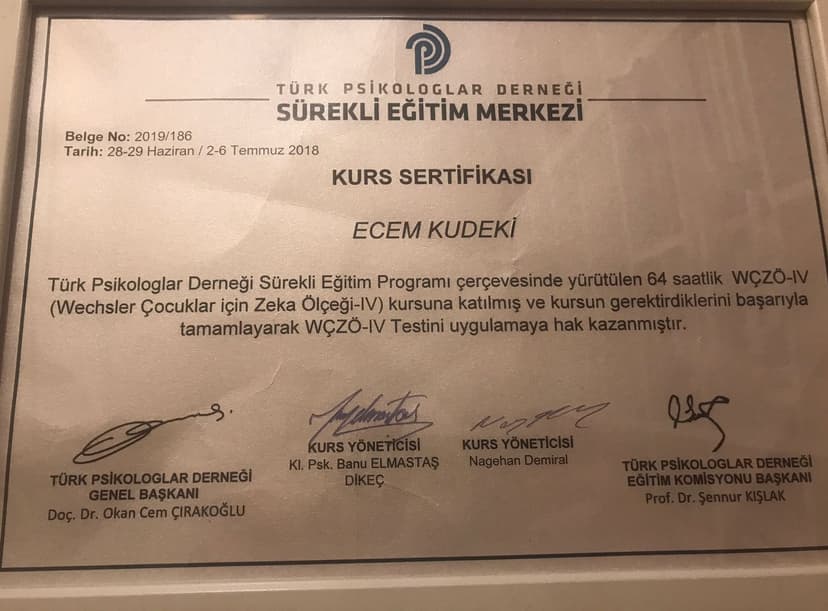 TÜRK PSİKOLOGLAR DERNEĞİ
SÜREKLİ EĞİTİM MERKEZİ
Belge No: 2019/186
Tarih: 28-29 Haziran / 2-6 Temmuz 2018
KURS SERTİFİKASI
ECEM KUDEKİ
Türk Psikologlar Derneği Sürekli Eğitim Programı çerçevesinde yürütülen 64 saatlik WÇZÖ-IV
(Wechsler Çocuklar için Zeka Ölçeği-IV) kursuna katılmış ve kursun gerektirdiklerini başarıyla
tamamlayarak WÇZÖ-IV Testini uygulamaya hak kazanmıştır.
TÜRK PSİKOLOGLAR DERNEĞİ
GENEL BAŞKANI
Doç. Dr. Okan Cem ÇIRAKOĞLU
KURS YÖNETİCİSİ
Kl. Psk. Banu ELMASTAŞ
DİKEÇ
KURS YÖNETİCİSİ
Nagehan Demiral
TÜRK PSİKOLOGLAR DERNEĞİ
EĞİTİM KOMİSYONU BAŞKANI
Prof. Dr. Şennur KIŞLAK